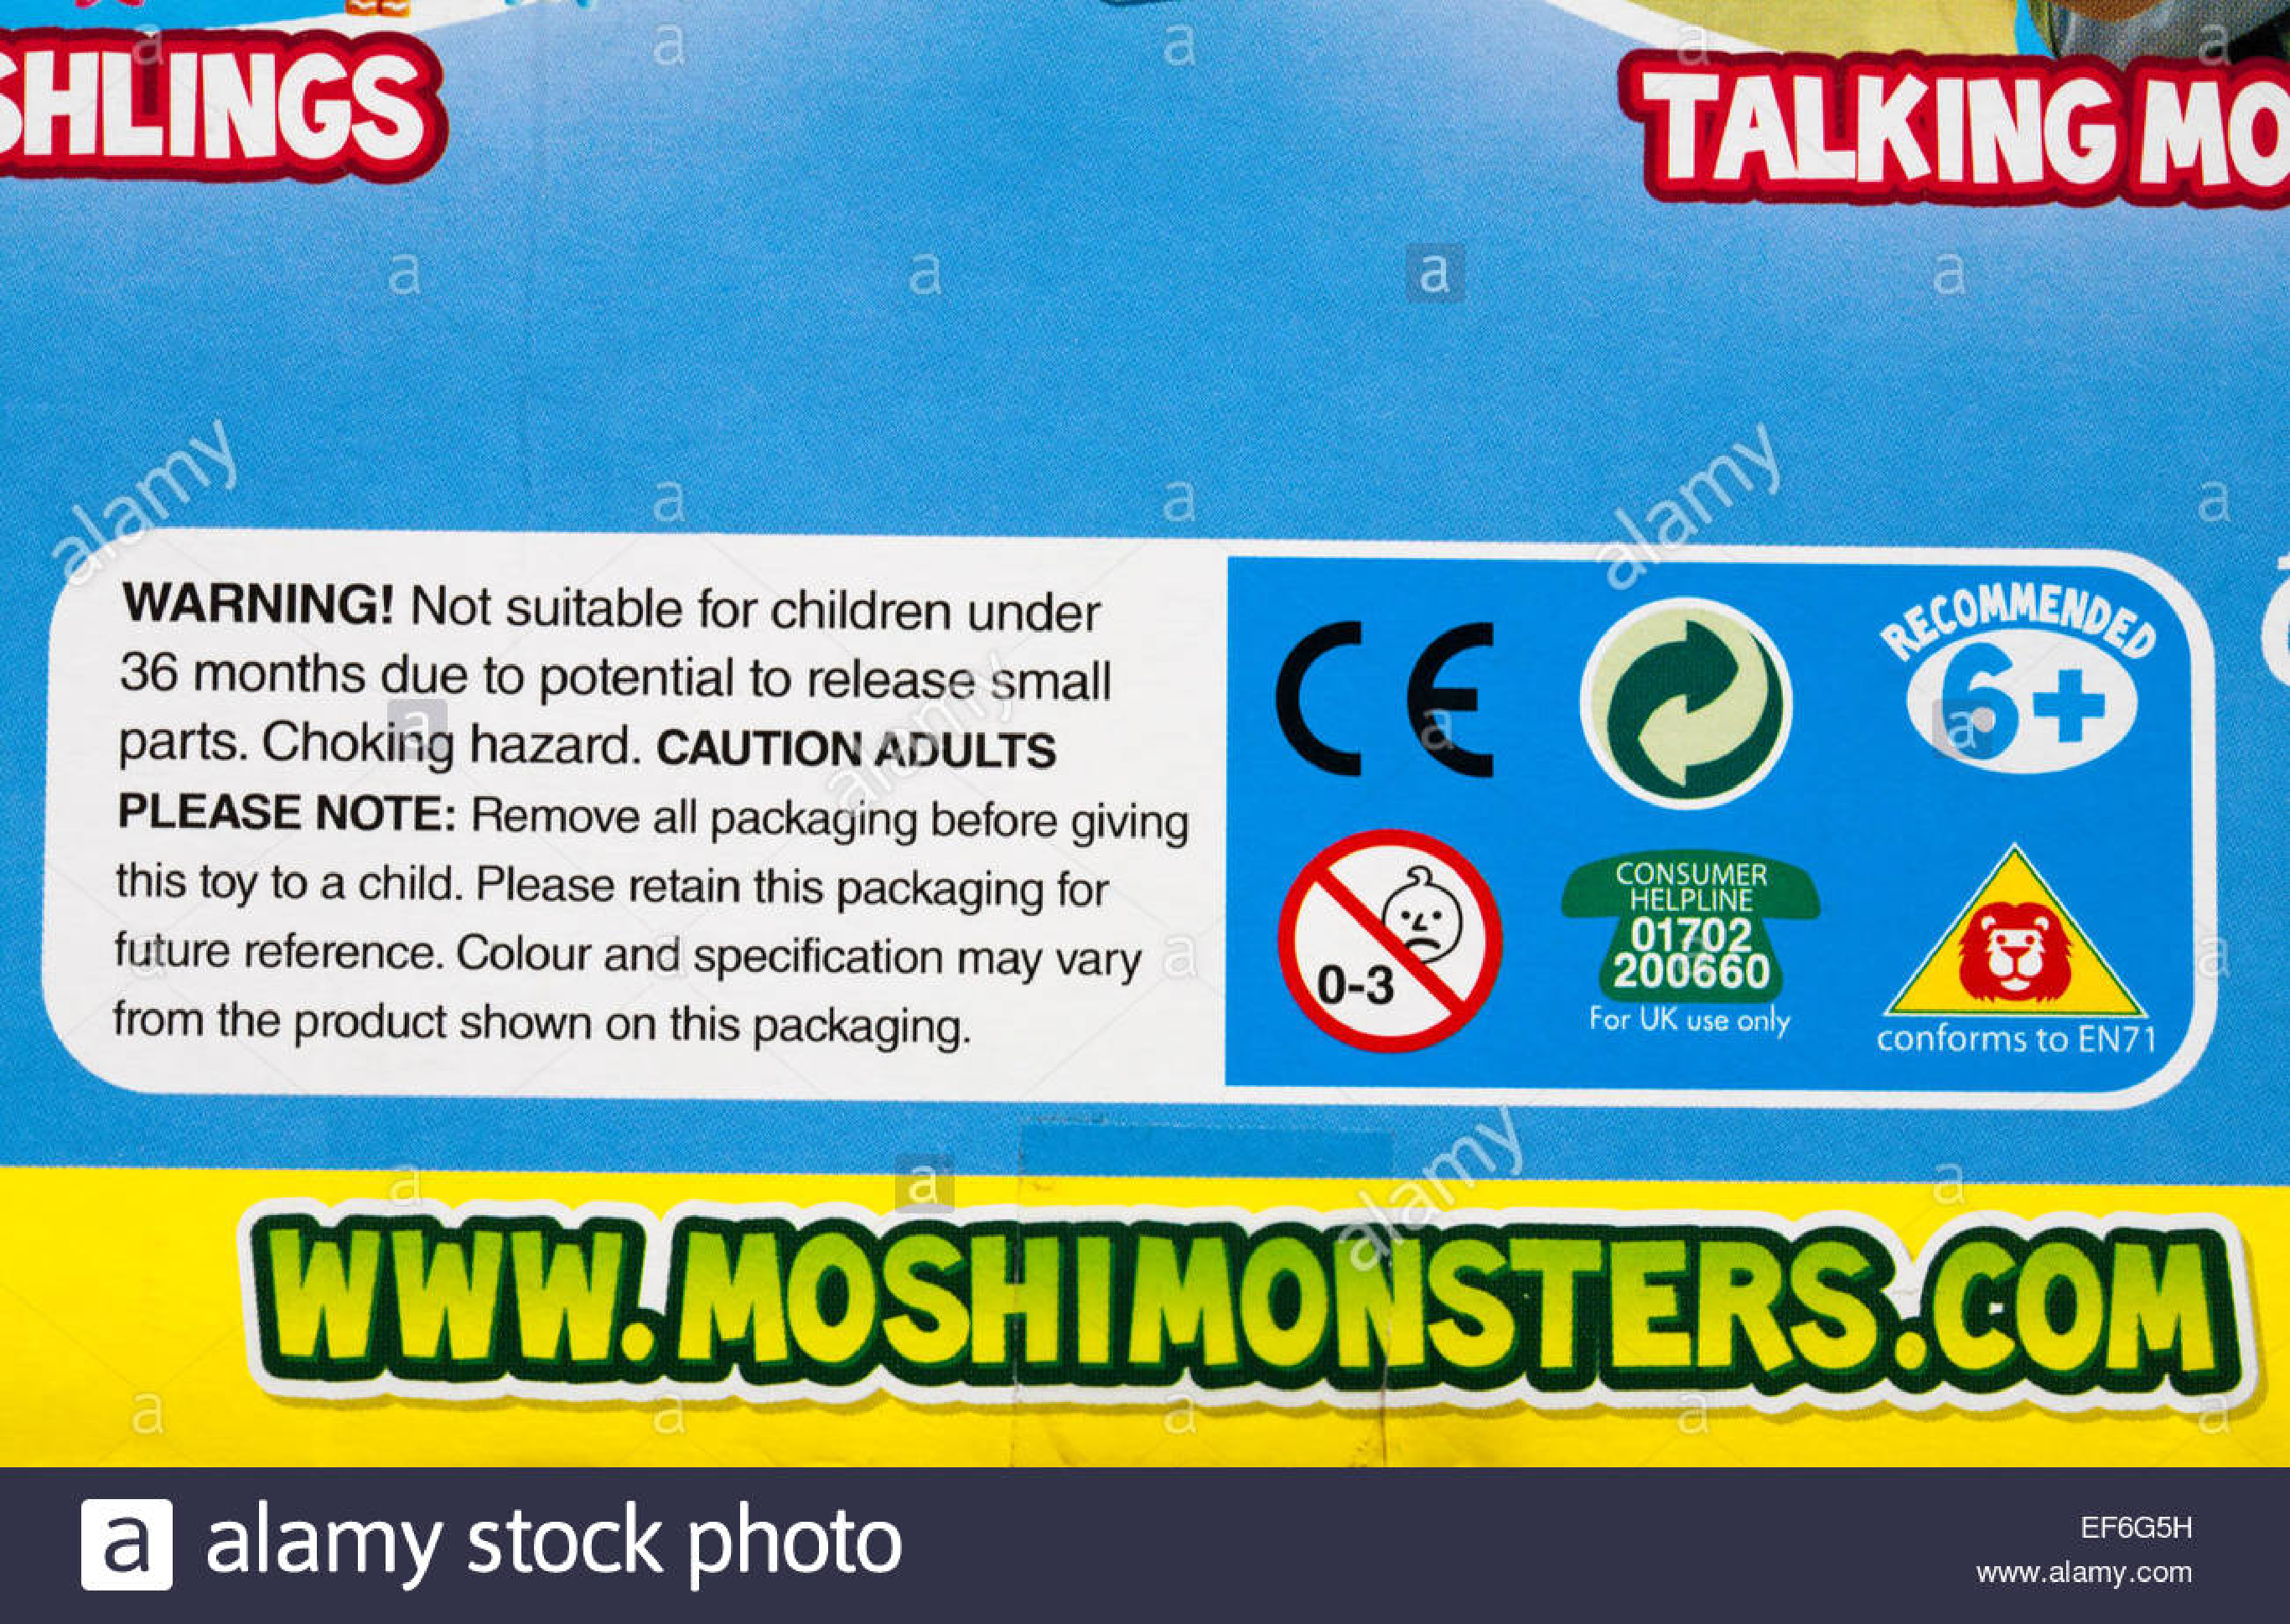 SHLINGS
TALKING MO
WARNING! Not suitable for children under
36 months due to potential to release small
parts. Choking hazard. CAUTION ADULTS
PLEASE NOTE: Remove all packaging before giving
this toy to a child. Please retain this packaging for
future reference. Colour and specification may vary
from the product shown on this packaging.
CE
RECOMMENDED
6+
0-3
CONSUMER
HELPLINE
01702
200660
For UK use only
conforms to EN71
WWW.MOSHIMONSTERS.COM
a alamy stock photo
EF6G5H
www.alamy.com